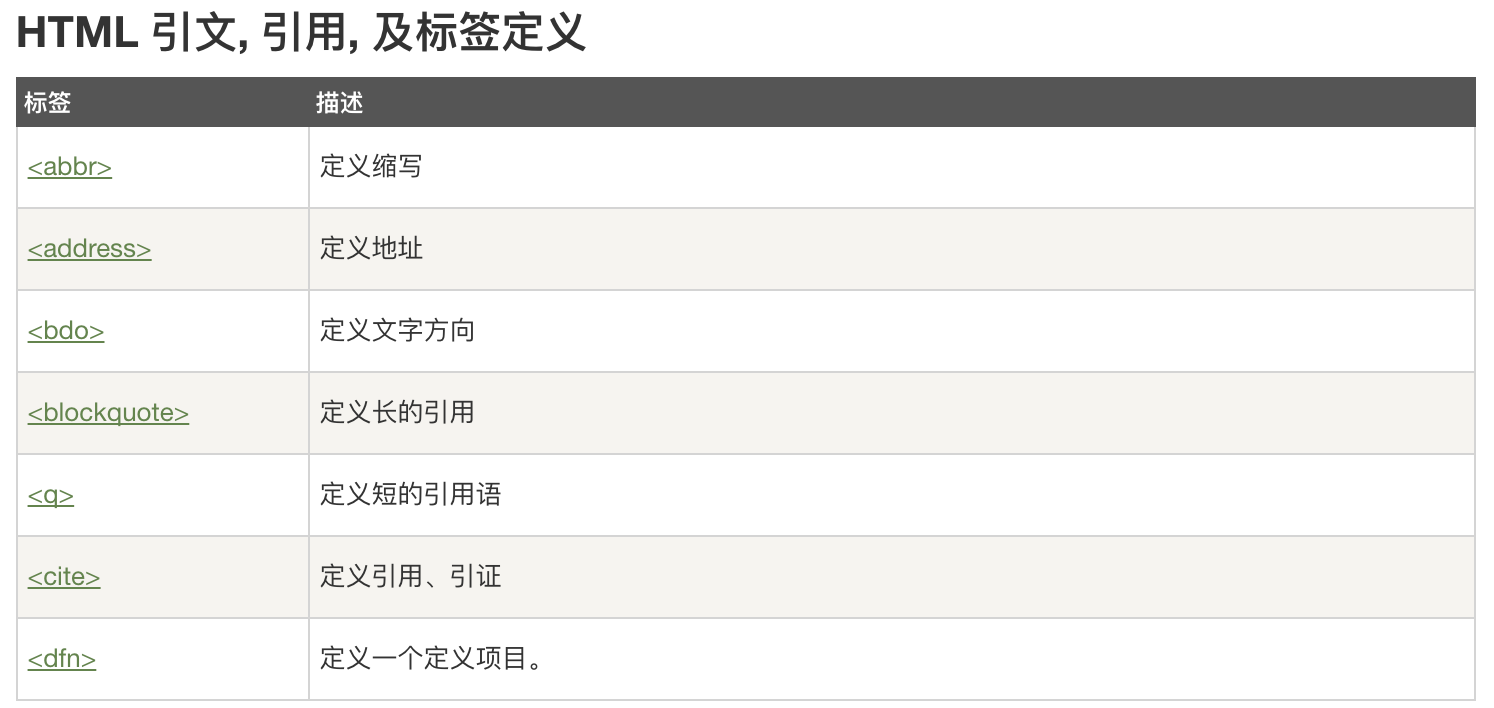 HTML 引文, 引用, 及标签定义
标签 描述
<abbr> 定义缩写
<address> 定义地址
<bdo> 定义文字方向
<blockquote> 定义长的引用
<q> 定义短的引用语
<cite> 定义引用、引证
<dfn> 定义一个定义项目。